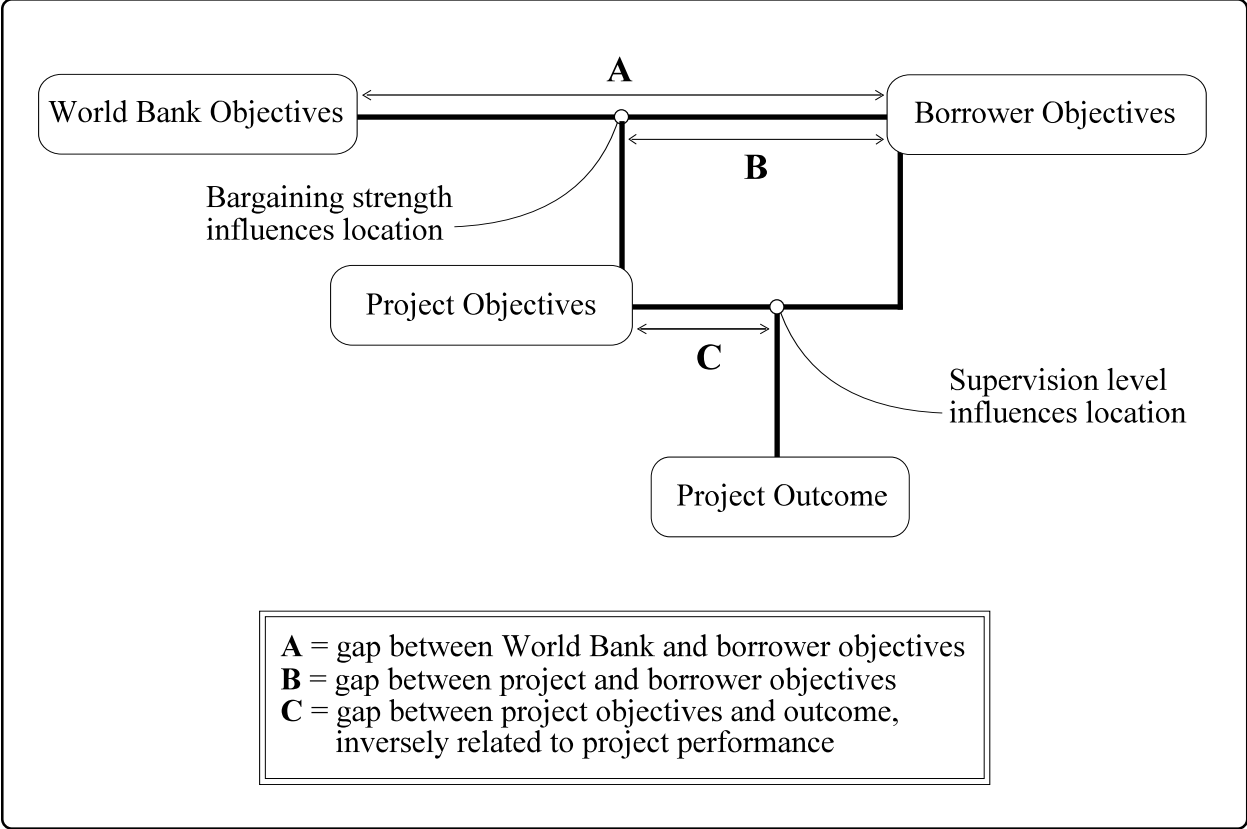 A
World Bank Objectives
Borrower Objectives
B
Bargaining strength
influences location
Project Objectives
C
Supervision level
influences location
Project Outcome
A = gap between World Bank and borrower objectives
B = gap between project and borrower objectives
C = gap between project objectives and outcome,
inversely related to project performance